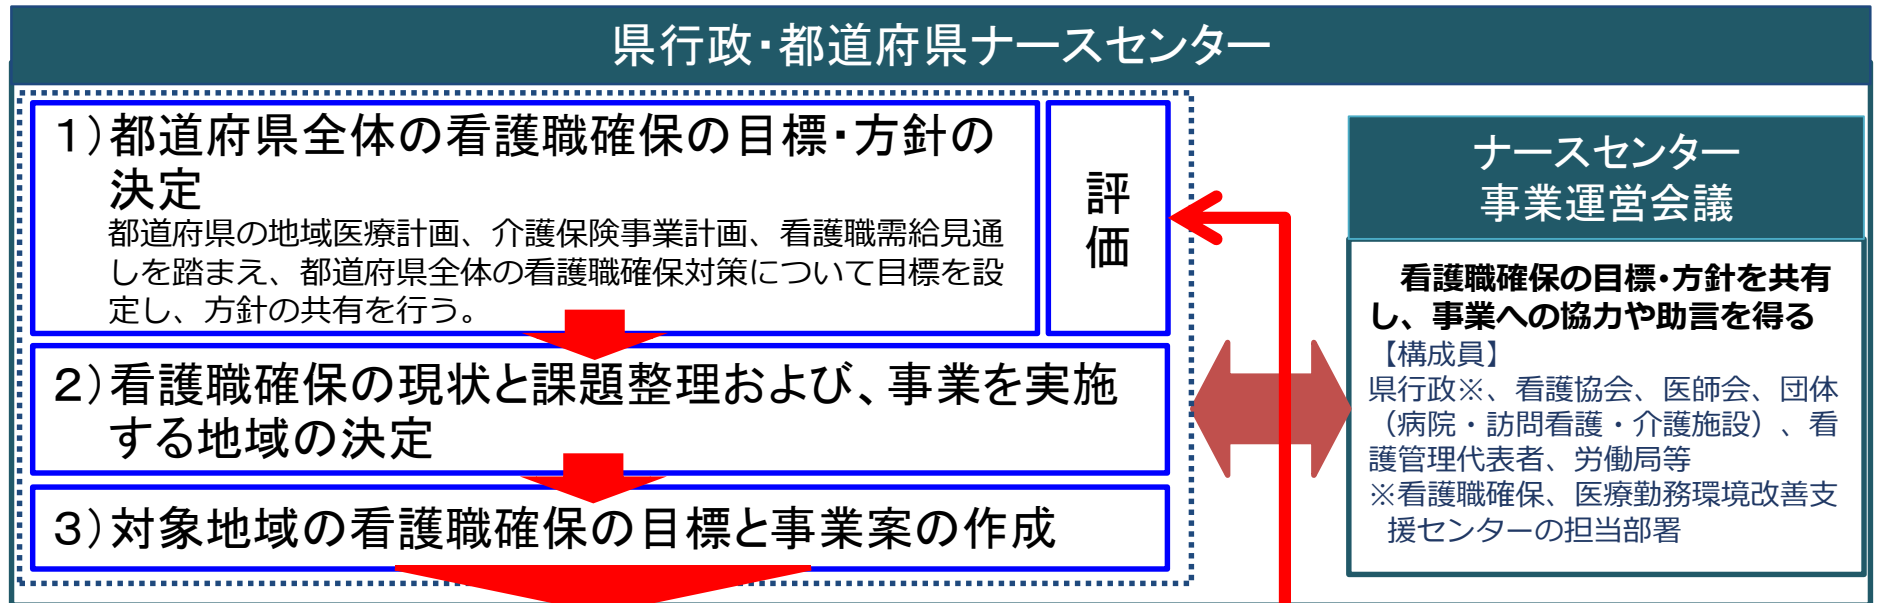 県行政・都道府県ナースセンター
1)都道府県全体の看護職確保の目標・方針の
決定
都道府県の地域医療計画、介護保険事業計画、看護職需給見通
しを踏まえ、都道府県全体の看護職確保対策について目標を設
定し、方針の共有を行う。
評
価
2)看護職確保の現状と課題整理および、事業を実施
する地域の決定
3)対象地域の看護職確保の目標と事業案の作成
ナースセンター
事業運営会議
看護職確保の目標・方針を共有
し、事業への協力や助言を得る
【構成員】
県行政※、看護協会、医師会、団体
(病院・訪問看護・介護施設)、看
護管理代表者、労働局等
※看護職確保、医療勤務環境改善支
援センターの担当部署